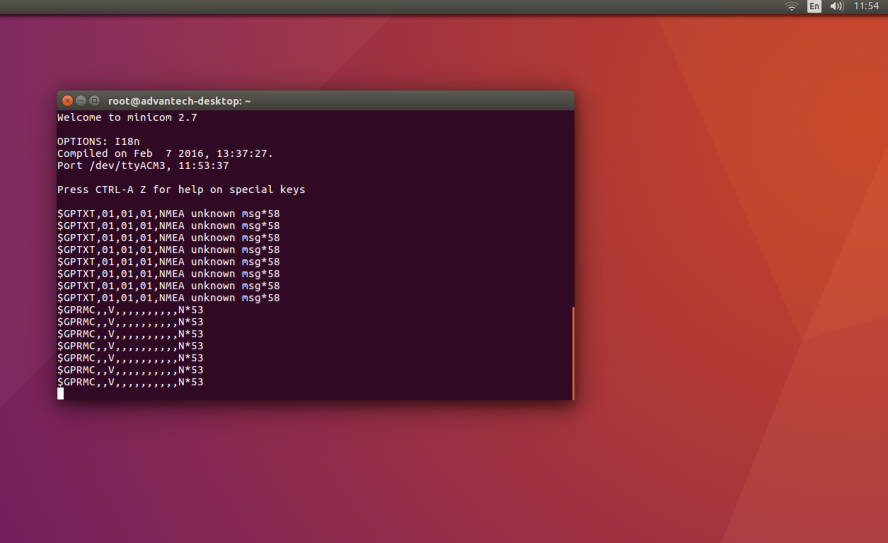 En 11:54
root@advantech-desktop: ~
Welcome to minicom 2.7
OPTIONS: I18n
Compiled on Feb  7 2016, 13:37:27.
Port /dev/ttyACM3, 11:53:37
Press CTRL-A Z for help on special keys
$GPTXT,01,01,01,NMEA unknown msg*58
$GPTXT,01,01,01,NMEA unknown msg*58
$GPTXT,01,01,01,NMEA unknown msg*58
$GPTXT,01,01,01,NMEA unknown msg*58
$GPTXT,01,01,01,NMEA unknown msg*58
$GPTXT,01,01,01,NMEA unknown msg*58
$GPTXT,01,01,01,NMEA unknown msg*58
$GPTXT,01,01,01,NMEA unknown msg*58
$GPRMC,,V,,,,,,,,,,N*53
$GPRMC,,V,,,,,,,,,,N*53
$GPRMC,,V,,,,,,,,,,N*53
$GPRMC,,V,,,,,,,,,,N*53
$GPRMC,,V,,,,,,,,,,N*53
$GPRMC,,V,,,,,,,,,,N*53
$GPRMC,,V,,,,,,,,,,N*53